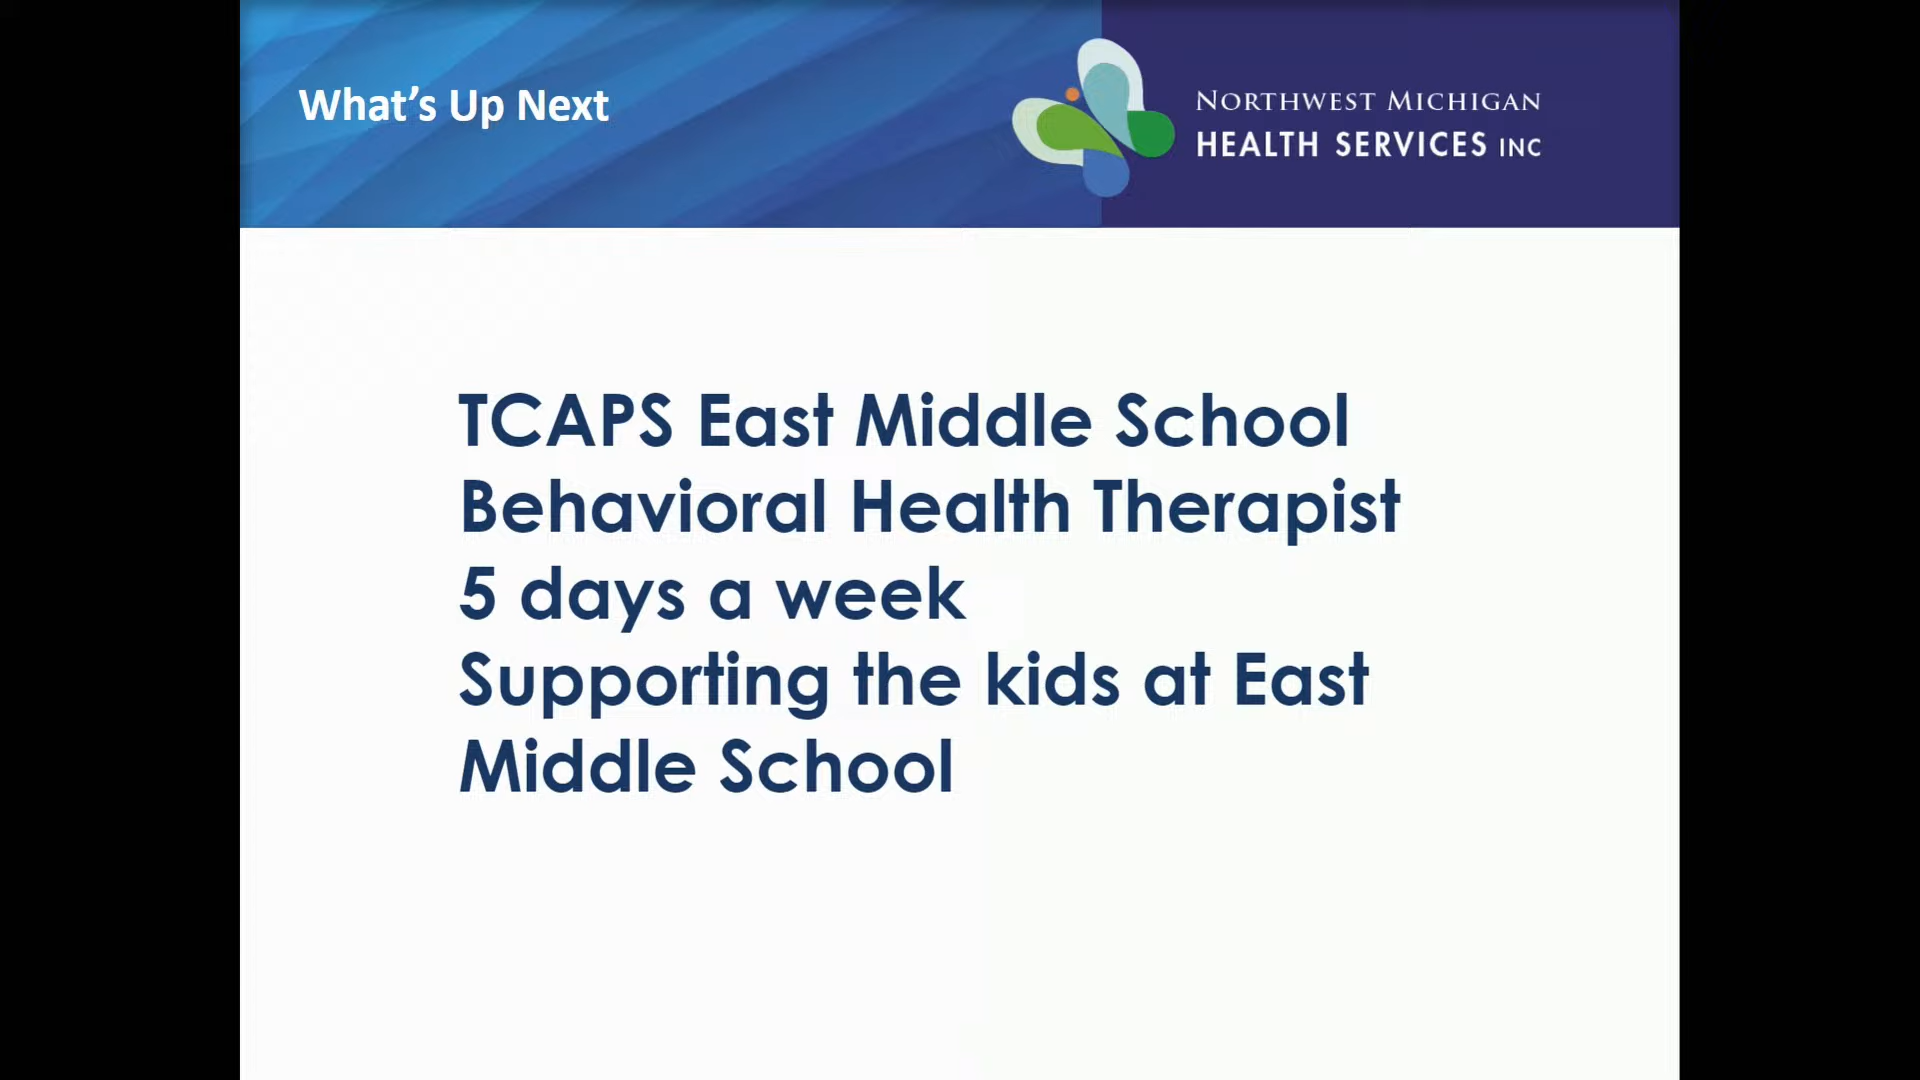 What's Up Next
NORTHWEST MICHIGAN
HEALTH SERVICES INC
TCAPS East Middle School
Behavioral Health Therapist
5 days a week
Supporting the kids at East
Middle School